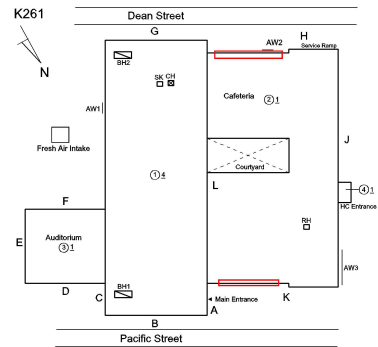 Dean Street
K261
G
H
AW2
Service Ramp
BH2
SK
CH
N
AW1
Cafeteria
2 1
J
Fresh Air Intake
Courtyard
1 4
L
4 1
HC Entrance
F
E
Auditorium
3 1
RH
AW3
D
C
BH1
Main Entrance
A
K
B
Pacific Street